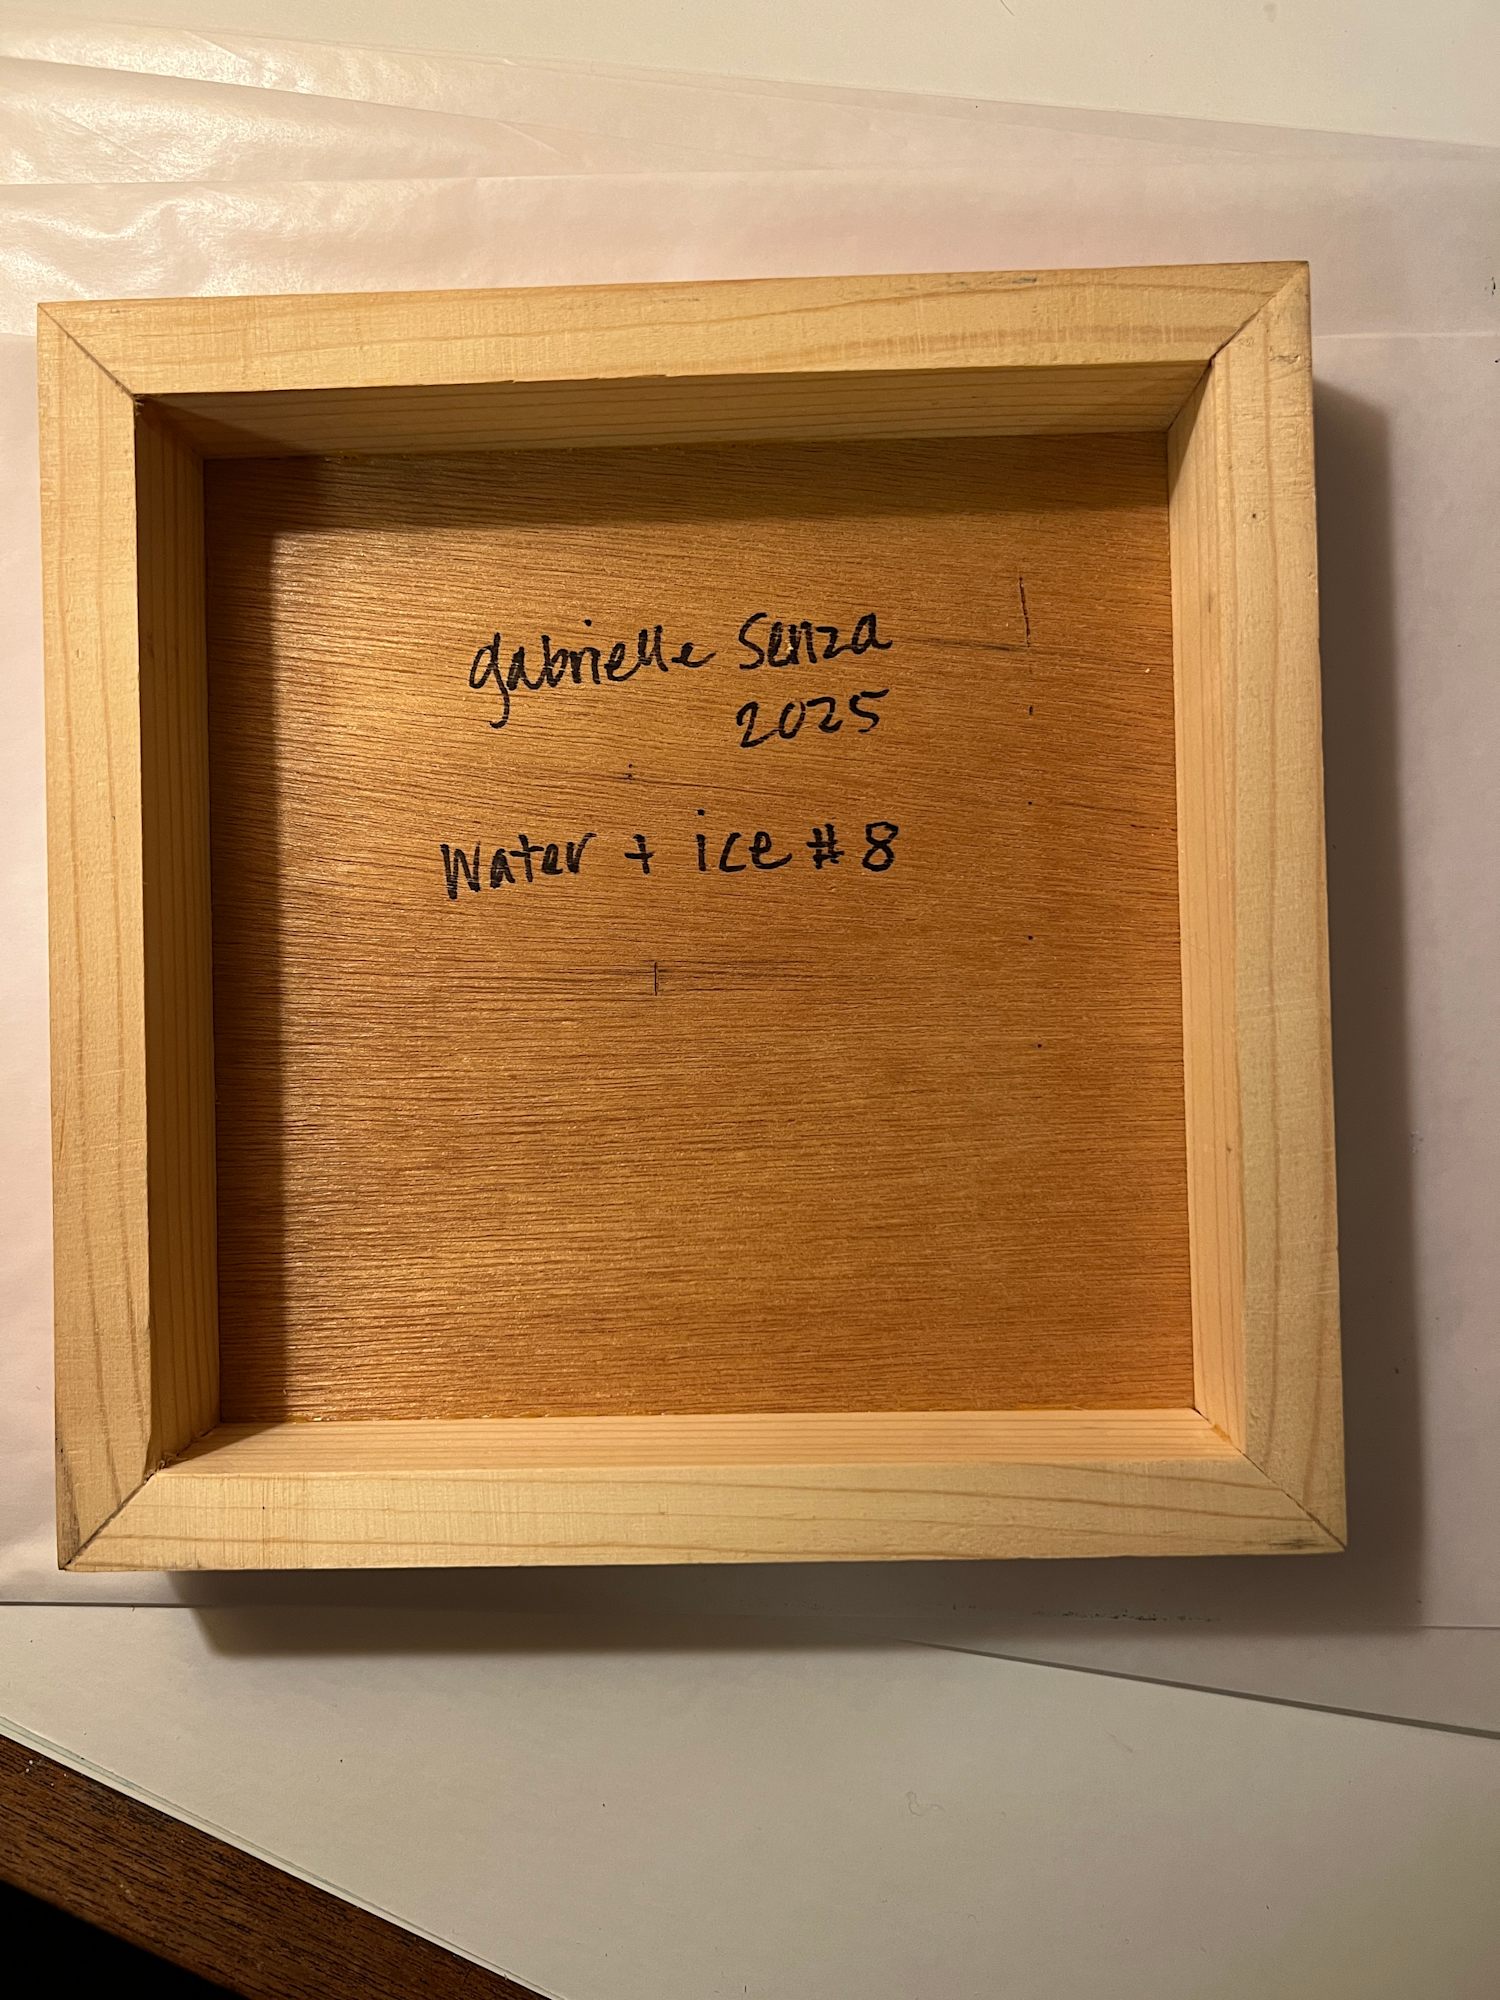 gabrielle Senza
2025
Water + ice #8